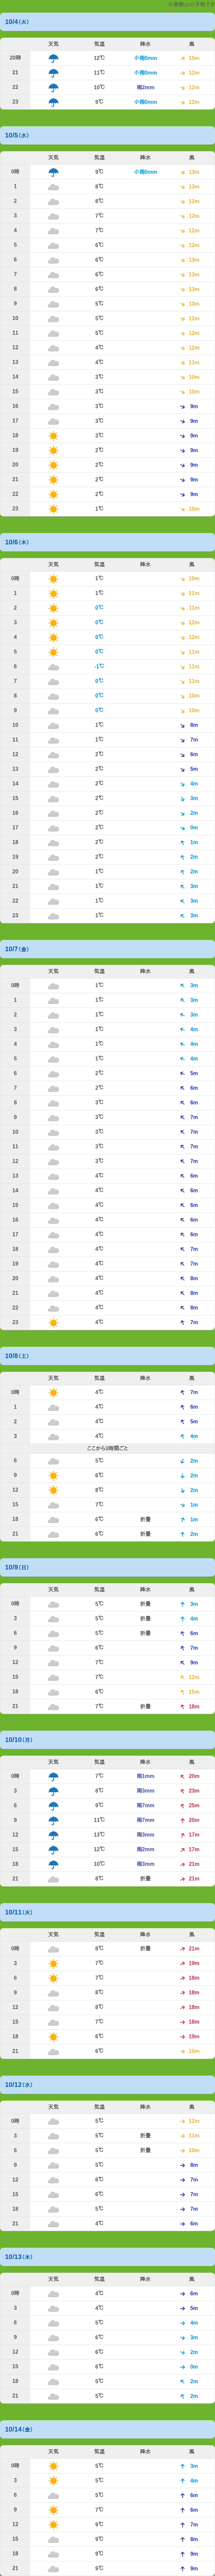 10/4(火)
天気 気温 降水 風
20時 12℃ 小雨0mm 15m
21 11℃ 小雨0mm 12m
22 10℃ 雨2mm 12m
23 9℃ 小雨0mm 12m
10/5(水)
天気 気温 降水 風
0時 9℃ 小雨0mm 13m
1 8℃ 13m
2 8℃ 12m
3 7℃ 12m
4 7℃ 12m
5 6℃ 12m
6 6℃ 13m
7 6℃ 13m
8 6℃ 13m
9 5℃ 13m
10 5℃ 12m
11 5℃ 12m
12 4℃ 12m
13 4℃ 11m
14 3℃ 10m
15 3℃ 10m
16 3℃ 9m
17 3℃ 9m
18 3℃ 9m
19 2℃ 9m
20 2℃ 9m
21 2℃ 9m
22 2℃ 9m
23 1℃ 10m
10/6(木)
天気 気温 降水 風
0時 1℃ 10m
1 1℃ 11m
2 0℃ 11m
3 0℃ 12m
4 0℃ 12m
5 0℃ 11m
6 -1℃ 11m
7 0℃ 11m
8 0℃ 10m
9 0℃ 10m
10 1℃ 8m
11 1℃ 7m
12 2℃ 6m
13 2℃ 5m
14 2℃ 4m
15 2℃ 3m
16 2℃ 2m
17 2℃ 0m
18 2℃ 1m
19 2℃ 2m
20 1℃ 2m
21 1℃ 3m
22 1℃ 3m
23 1℃ 3m
10/7(金)
天気 気温 降水 風
0時 1℃ 3m
1 1℃ 3m
2 1℃ 3m
3 1℃ 4m
4 1℃ 4m
5 1℃ 4m
6 2℃ 5m
7 2℃ 6m
8 3℃ 6m
9 3℃ 7m
10 3℃ 7m
11 3℃ 7m
12 3℃ 7m
13 4℃ 6m
14 4℃ 6m
15 4℃ 6m
16 4℃ 6m
17 4℃ 6m
18 4℃ 7m
19 4℃ 7m
20 4℃ 8m
21 4℃ 8m
22 4℃ 8m
23 4℃ 7m
10/8(土)
天気 気温 降水 風
0時 4℃ 7m
1 4℃ 6m
2 4℃ 5m
3 4℃ 4m
ここから3時間ごと
6 5℃ 2m
9 6℃ 2m
12 8℃ 2m
15 7℃ 1m
18 6℃ 折曇 1m
21 6℃ 折曇 2m
10/9(日)
天気 気温 降水 風
0時 5℃ 折曇 3m
3 5℃ 折曇 4m
6 5℃ 折曇 6m
9 6℃ 7m
12 7℃ 9m
15 7℃ 12m
18 6℃ 15m
21 7℃ 折曇 18m
10/10(月)
天気 気温 降水 風
0時 7℃ 雨1mm 20m
3 8℃ 雨3mm 23m
6 9℃ 雨7mm 25m
9 11℃ 雨7mm 20m
12 13℃ 雨3mm 17m
15 12℃ 雨2mm 17m
18 10℃ 雨3mm 21m
21 8℃ 折曇 21m
10/11(火)
天気 気温 降水 風
0時 8℃ 折曇 21m
3 7℃ 19m
6 7℃ 18m
9 8℃ 18m
12 8℃ 18m
15 7℃ 18m
18 6℃ 19m
21 6℃ 15m
10/12(水)
天気 気温 降水 風
0時 5℃ 12m
3 5℃ 折曇 11m
6 5℃ 折曇 10m
9 5℃ 8m
12 6℃ 7m
15 6℃ 7m
18 5℃ 7m
21 4℃ 6m
10/13(木)
天気 気温 降水 風
0時 4℃ 6m
3 4℃ 5m
6 5℃ 4m
9 6℃ 3m
12 6℃ 2m
15 6℃ 0m
18 5℃ 2m
21 5℃ 2m
10/14(金)
天気 気温 降水 風
0時 5℃ 3m
3 5℃ 4m
6 5℃ 6m
9 7℃ 6m
12 9℃ 7m
15 9℃ 8m
18 9℃ 9m
21 9℃ 9m